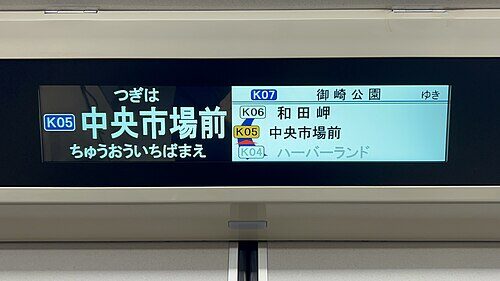 つぎは
K05 中央市場前
ちゅうおういちばまえ
K07 御崎公園 ゆき
K06 和田岬
K05 中央市場前
K04 ハーバーランド